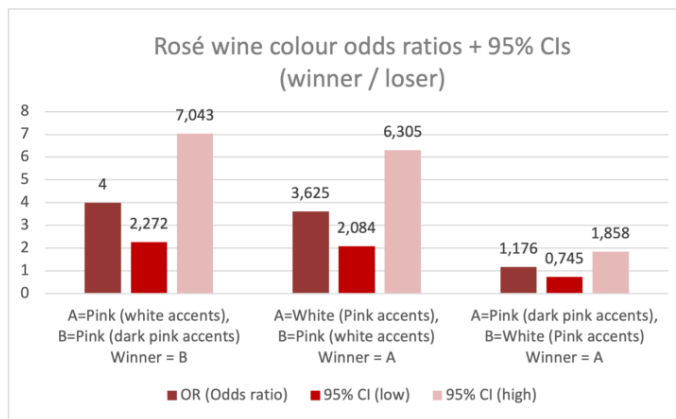 Rosé wine colour odds ratios + 95% CIs
(winner / loser)
8
7
6
5
4
3
2
1
0
4
2,272
7,043
3,625
2,084
6,305
1,176
0,745
1,858
A=Pink (white accents),
B=Pink (dark pink accents)
Winner = B
A=White (Pink accents),
B=Pink (white accents)
Winner = A
A=Pink (dark pink accents),
B=White (Pink accents)
Winner = A
OR (Odds ratio)
95% CI (low)
95% CI (high)